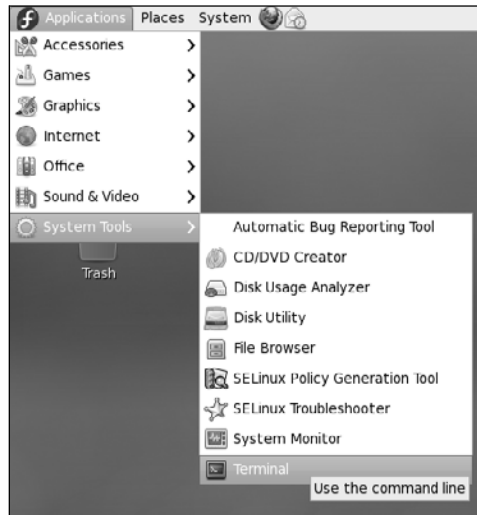 Applications Places System
Accessories
Games
Graphics
Internet
Office
Sound & Video
System Tools
Trash
Automatic Bug Reporting Tool
CD/DVD Creator
Disk Usage Analyzer
Disk Utility
File Browser
SELinux Policy Generation Tool
SELinux Troubleshooter
System Monitor
Terminal
Use the command line